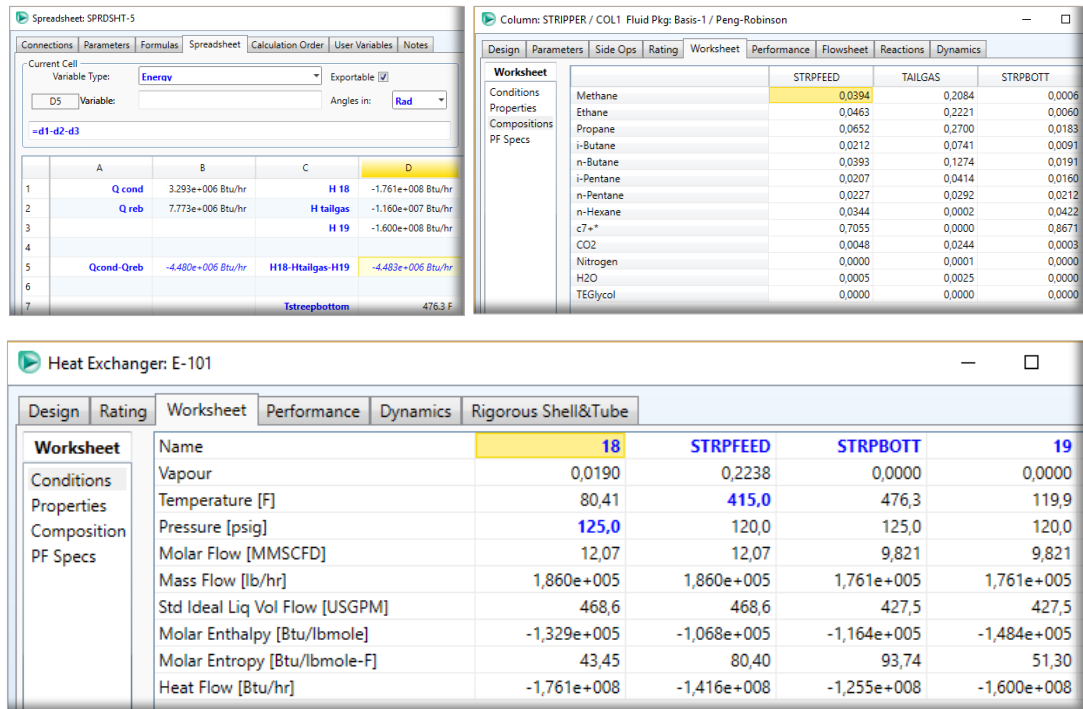 Spreadsheet: SPRDSHT-5
Connections Parameters Formulas Spreadsheet Calculation Order User Variables Notes
Current Cell
Variable Type: Energy Exportable
D5 Variable: Angles in: Rad
=d1-d2-d3
A B C D
1 Q cond 3.293e+006 Btu/hr H 18 -1.761e+008 Btu/hr
2 Q reb 7.773e+006 Btu/hr H tailgas -1.160e+007 Btu/hr
3 H 19 -1.600e+008 Btu/hr
4
5 Qcond-Qreb -4.480e+006 Btu/hr H18-Htailgas-H19 -4.483e+006 Btu/hr
6
7 Tstreepbottom 476.3 F
Column: STRIPPER / COL1 Fluid Pkg: Basis-1 / Peng-Robinson
Design Parameters Side Ops Rating Worksheet Performance Flowsheet Reactions Dynamics
Worksheet
Conditions
Properties
Compositions
PF Specs
STRPFEED TAILGAS STRPBOTT
Methane 0,0394 0,2084 0,0006
Ethane 0,0463 0,2221 0,0060
Propane 0,0652 0,2700 0,0183
i-Butane 0,0212 0,0741 0,0091
n-Butane 0,0393 0,1274 0,0191
i-Pentane 0,0207 0,0414 0,0160
n-Pentane 0,0227 0,0292 0,0212
n-Hexane 0,0344 0,0002 0,0422
c7+* 0,7055 0,0000 0,8671
CO2 0,0048 0,0244 0,0003
Nitrogen 0,0000 0,0001 0,0000
H2O 0,0005 0,0025 0,0000
TEGlycol 0,0000 0,0000 0,0000
Heat Exchanger: E-101
Design Rating Worksheet Performance Dynamics Rigorous Shell&Tube
Worksheet
Conditions
Properties
Composition
PF Specs
Name 18 STRPFEED STRPBOTT 19
Vapour 0,0190 0,2238 0,0000 0,0000
Temperature [F] 80,41 415,0 476,3 119,9
Pressure [psig] 125,0 120,0 125,0 120,0
Molar Flow [MMSCFD] 12,07 12,07 9,821 9,821
Mass Flow [lb/hr] 1,860e+005 1,860e+005 1,761e+005 1,761e+005
Std Ideal Liq Vol Flow [USGPM] 468,6 468,6 427,5 427,5
Molar Enthalpy [Btu/lbmole] -1,329e+005 -1,068e+005 -1,164e+005 -1,484e+005
Molar Entropy [Btu/lbmole-F] 43,45 80,40 93,74 51,30
Heat Flow [Btu/hr] -1,761e+008 -1,416e+008 -1,255e+008 -1,600e+008